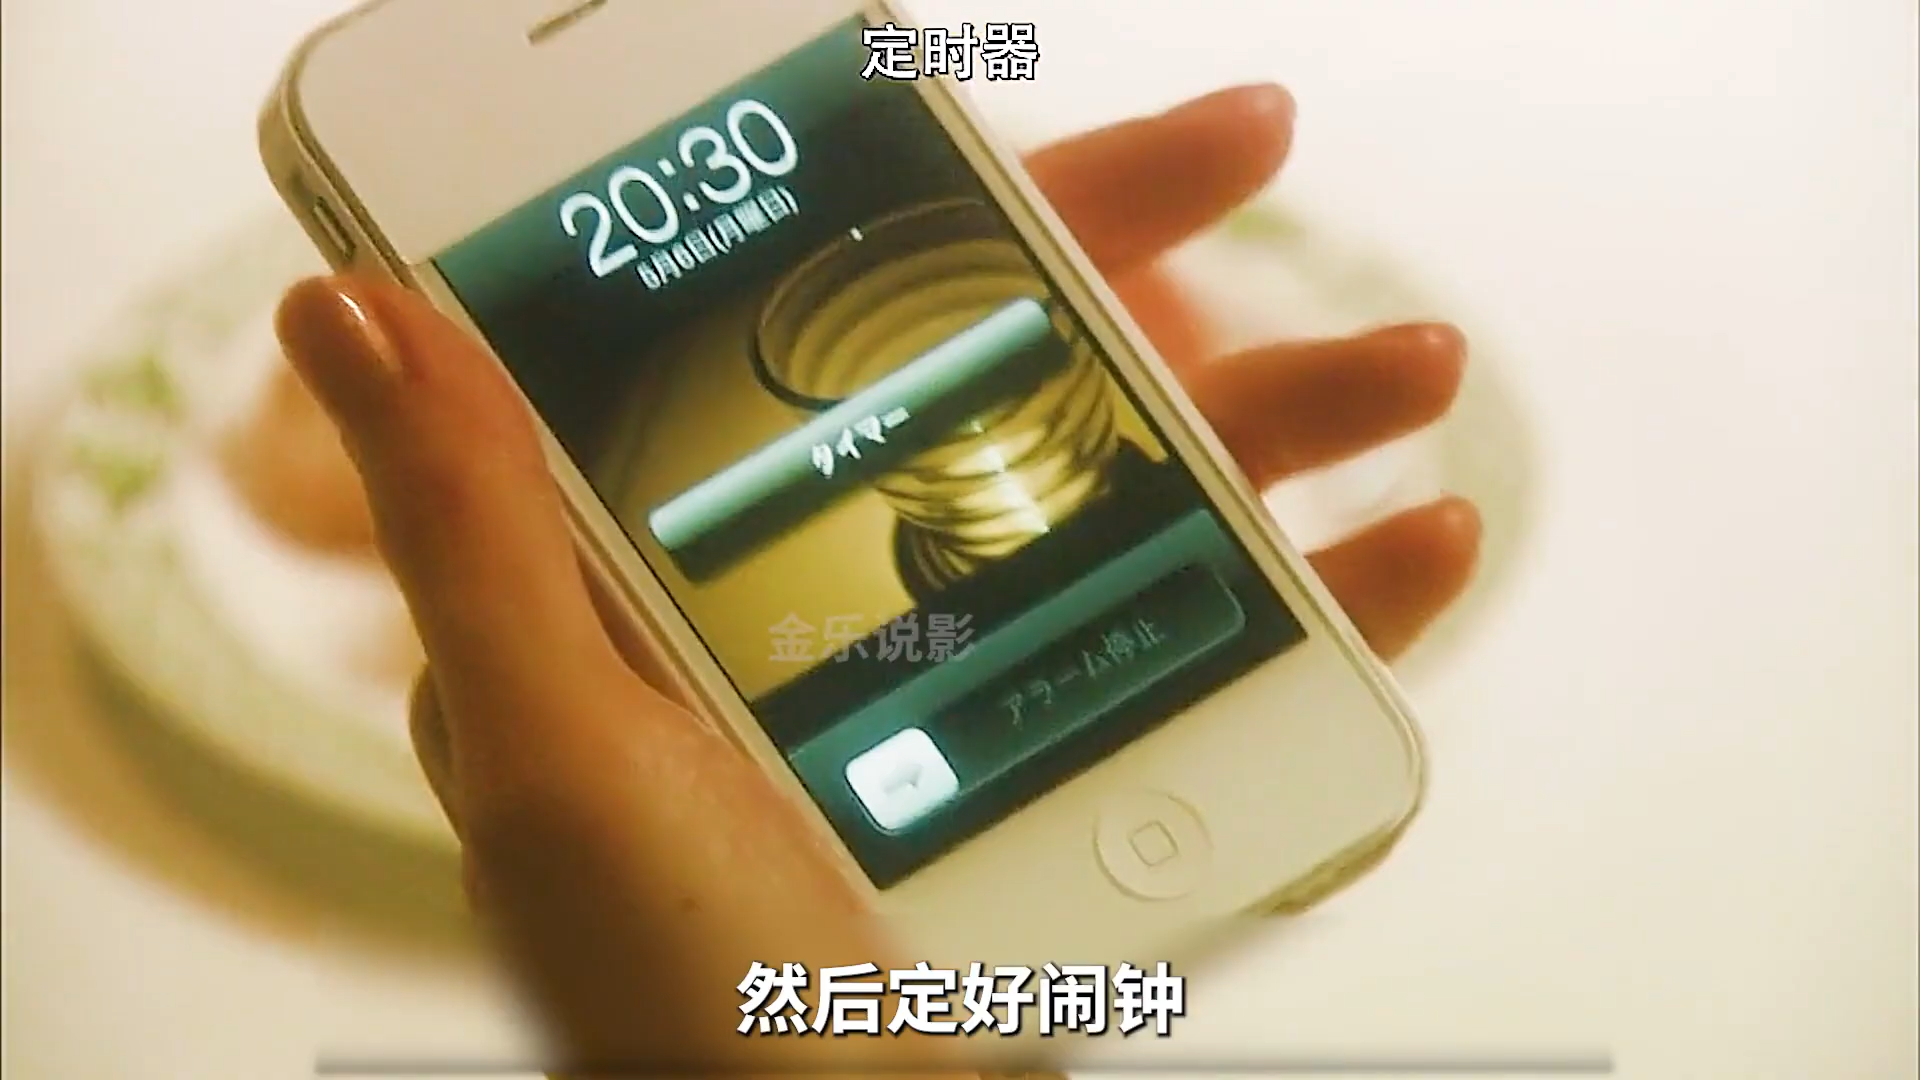 定时器
20:30
6月6日(月曜日)
タイマー
金乐说影
アラーム停止
然后定好闹钟